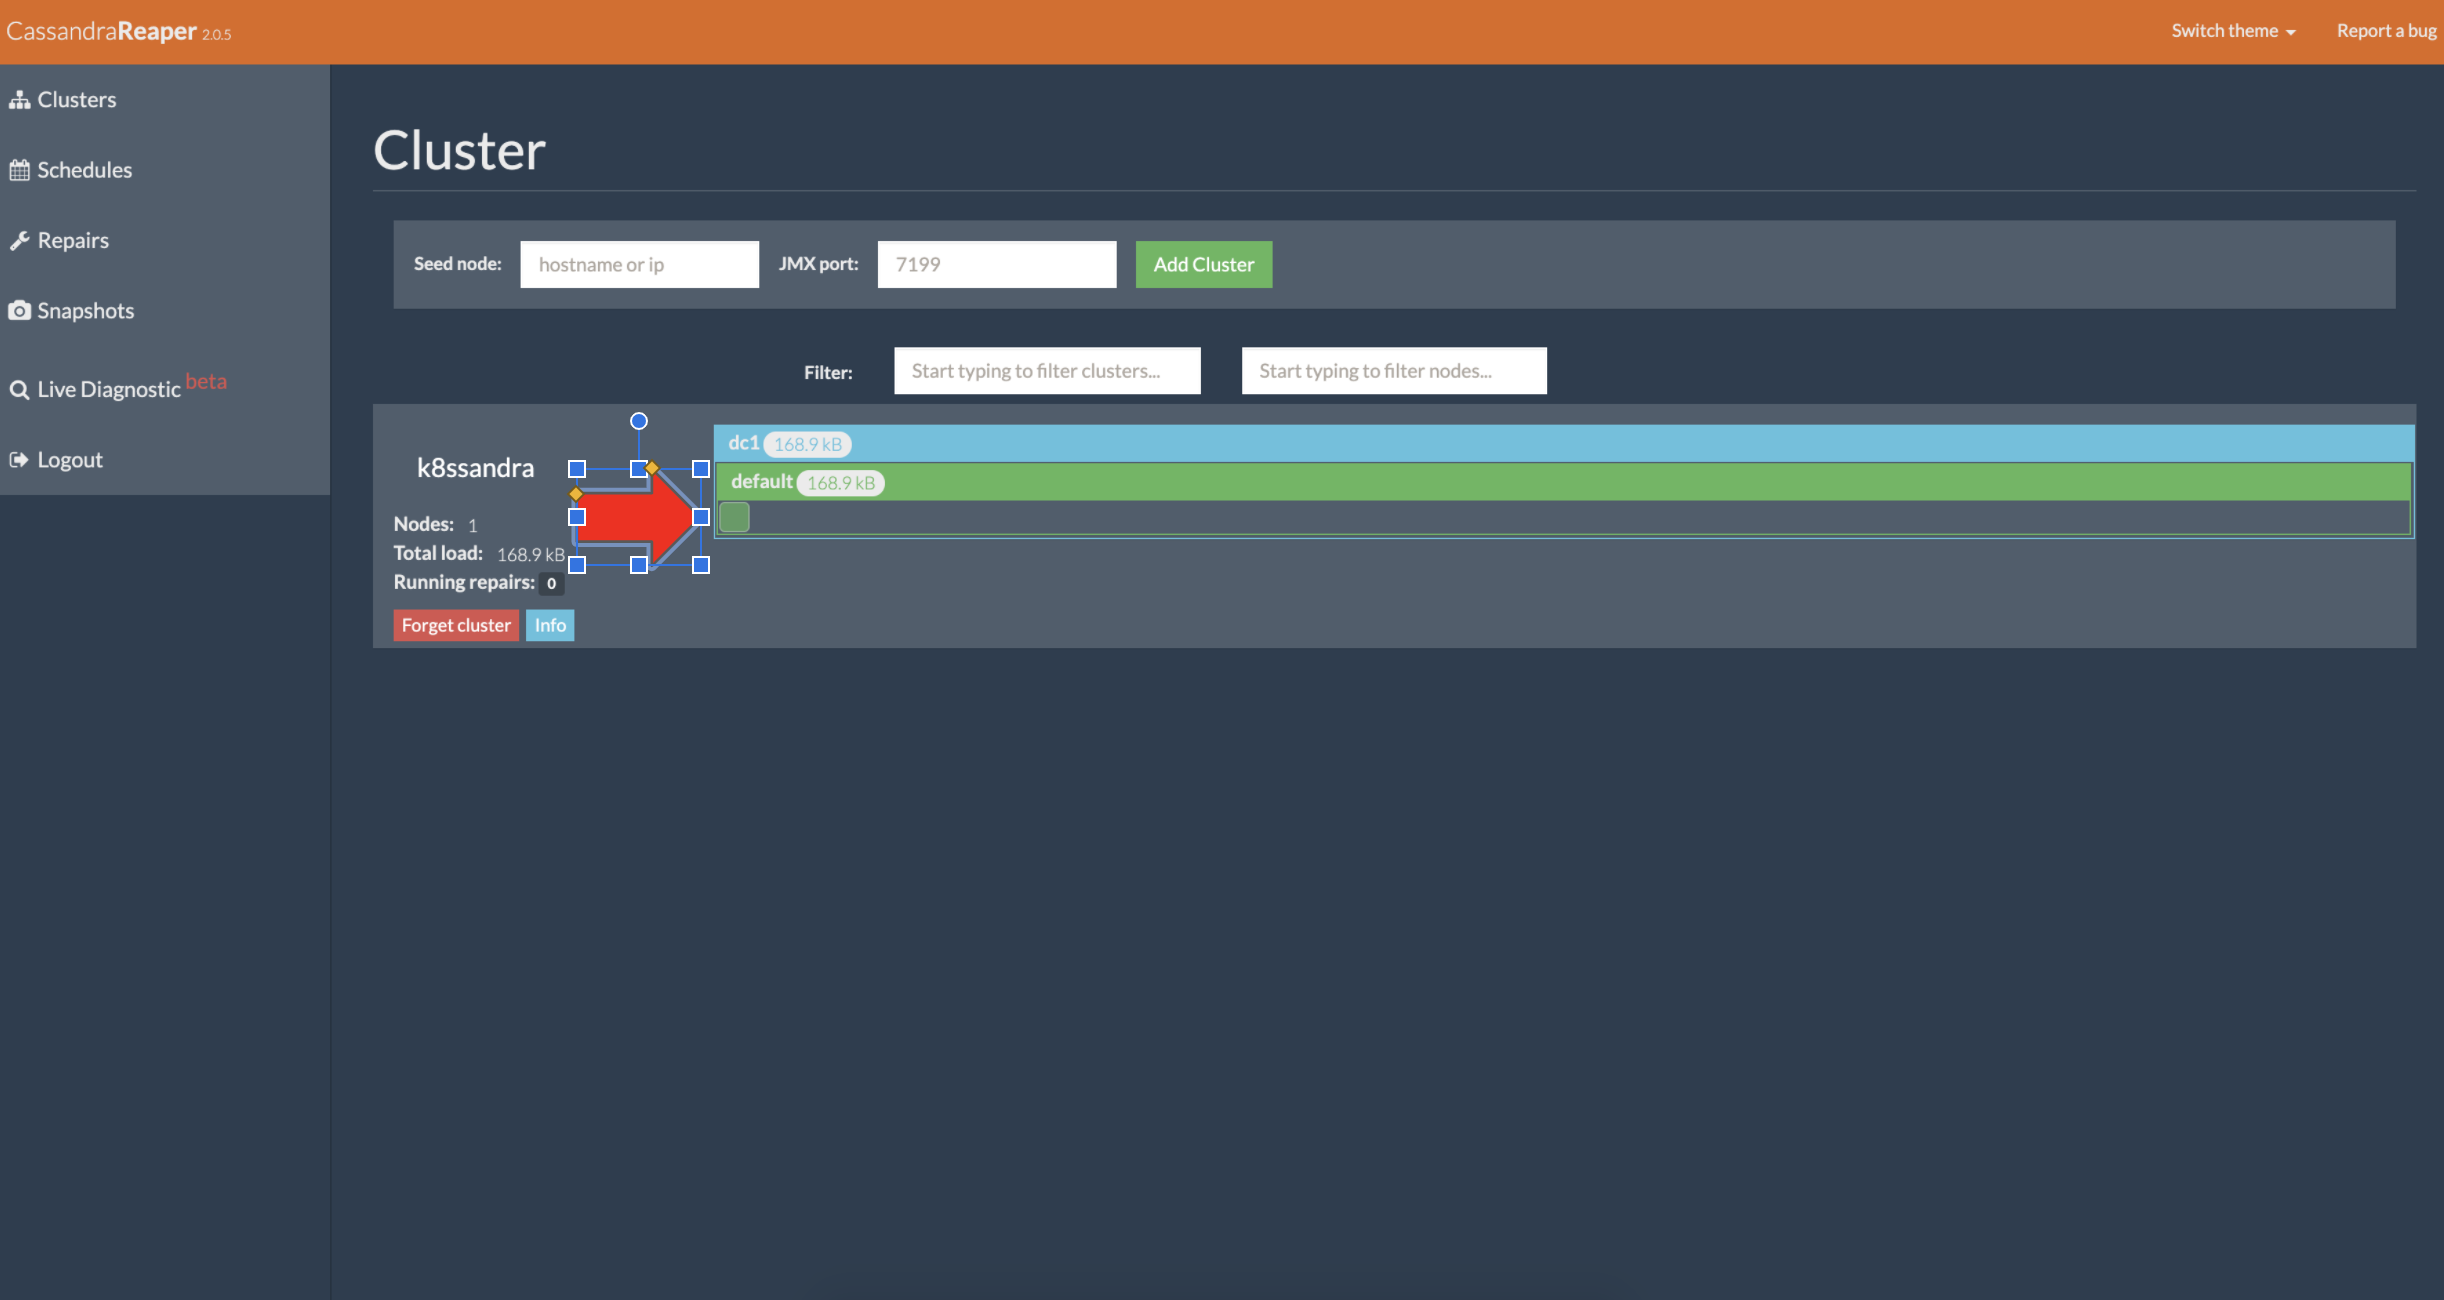 CassandraReaper 2.0.5
Switch theme
Report a bug
Clusters
Schedules
Repairs
Snapshots
Live Diagnostic beta
Logout
Cluster
Seed node: hostname or ip JMX port: 7199 Add Cluster
Filter: Start typing to filter clusters... Start typing to filter nodes...
k8ssandra
Nodes: 1
Total load: 168.9 kB
Running repairs: 0
Forget cluster Info
dc1 168.9 kB
default 168.9 kB